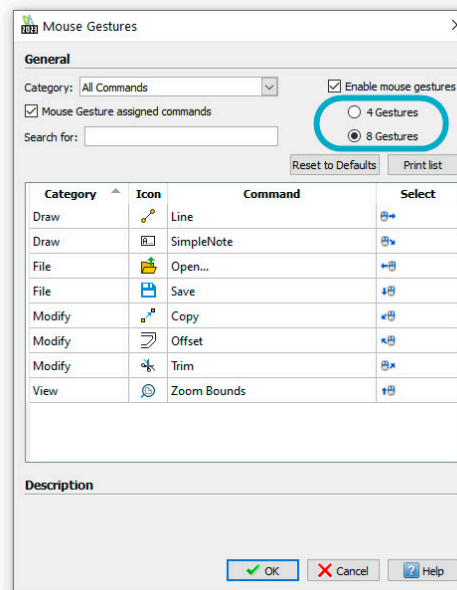 2023 Mouse Gestures
General
Category: All Commands
Enable mouse gestures
Mouse Gesture assigned commands
4 Gestures
Search for:
8 Gestures
Reset to Defaults Print list
Category Icon Command Select
Draw Line
Draw A... SimpleNote
File Open...
File Save
Modify Copy
Modify Offset
Modify Trim
View Zoom Bounds
Description
OK Cancel ? Help